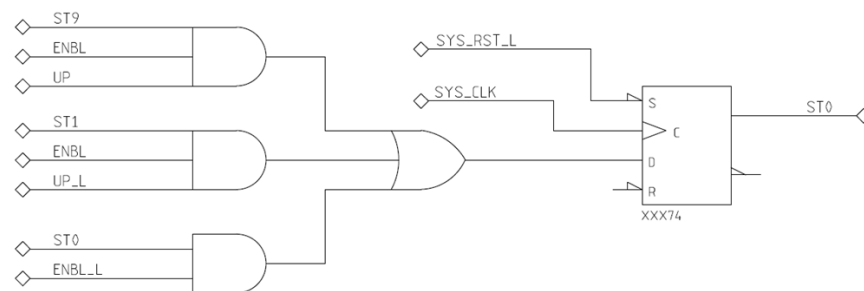 ST9
ENBL
UP
ST1
ENBL
UP_L
ST0
ENBL_L
SYS_RST_L
SYS_CLK
S
C
D
R
XXX74
ST0